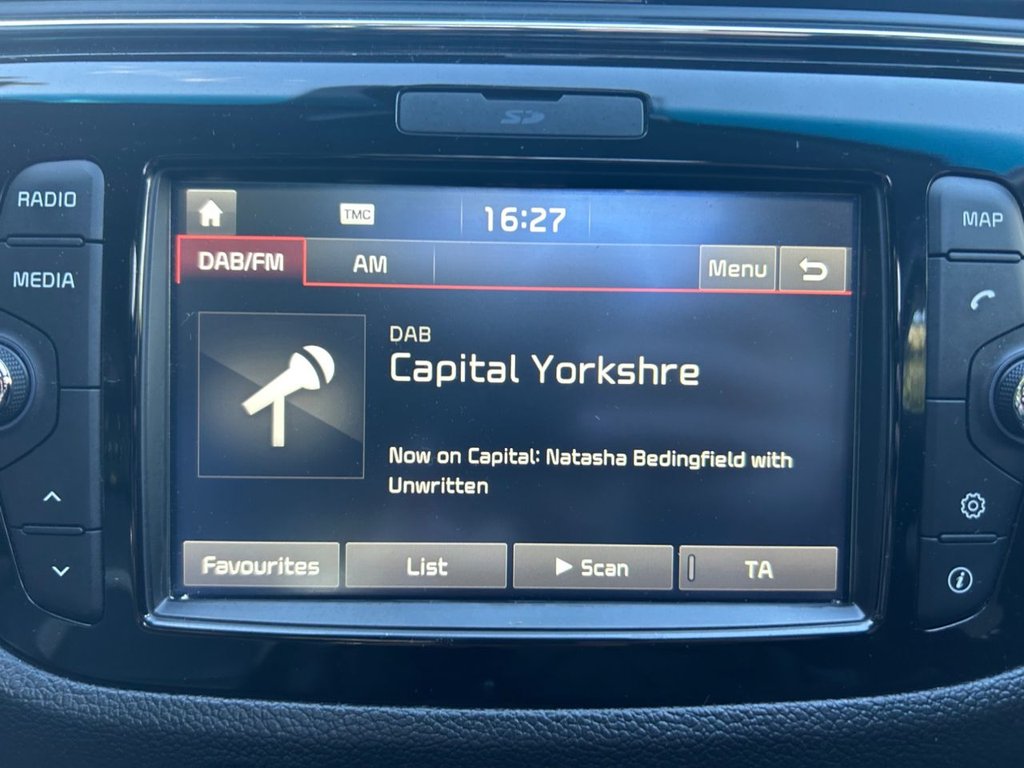 SD
RADIO
MEDIA
MAP
TMC
16:27
DAB/FM
AM
Menu
DAB
Capital Yorkshre
Now on Capital: Natasha Bedingfield with
Unwritten
Favourites
List
Scan
TA
i